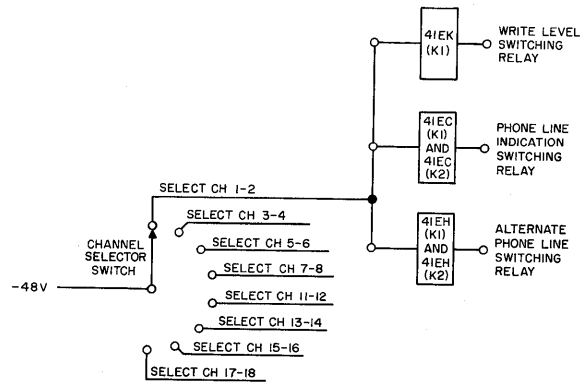 41EK
(K1)
WRITE LEVEL
SWITCHING
RELAY
41EC
(K1)
AND
41EC
(K2)
PHONE LINE
INDICATION
SWITCHING
RELAY
SELECT CH 1-2
SELECT CH 3-4
CHANNEL
SELECTOR
SWITCH
SELECT CH 5-6
41EH
(K1)
AND
41EH
(K2)
ALTERNATE
PHONE LINE
SWITCHING
RELAY
SELECT CH 7-8
-48V
SELECT CH 11-12
SELECT CH 13-14
SELECT CH 15-16
SELECT CH 17-18